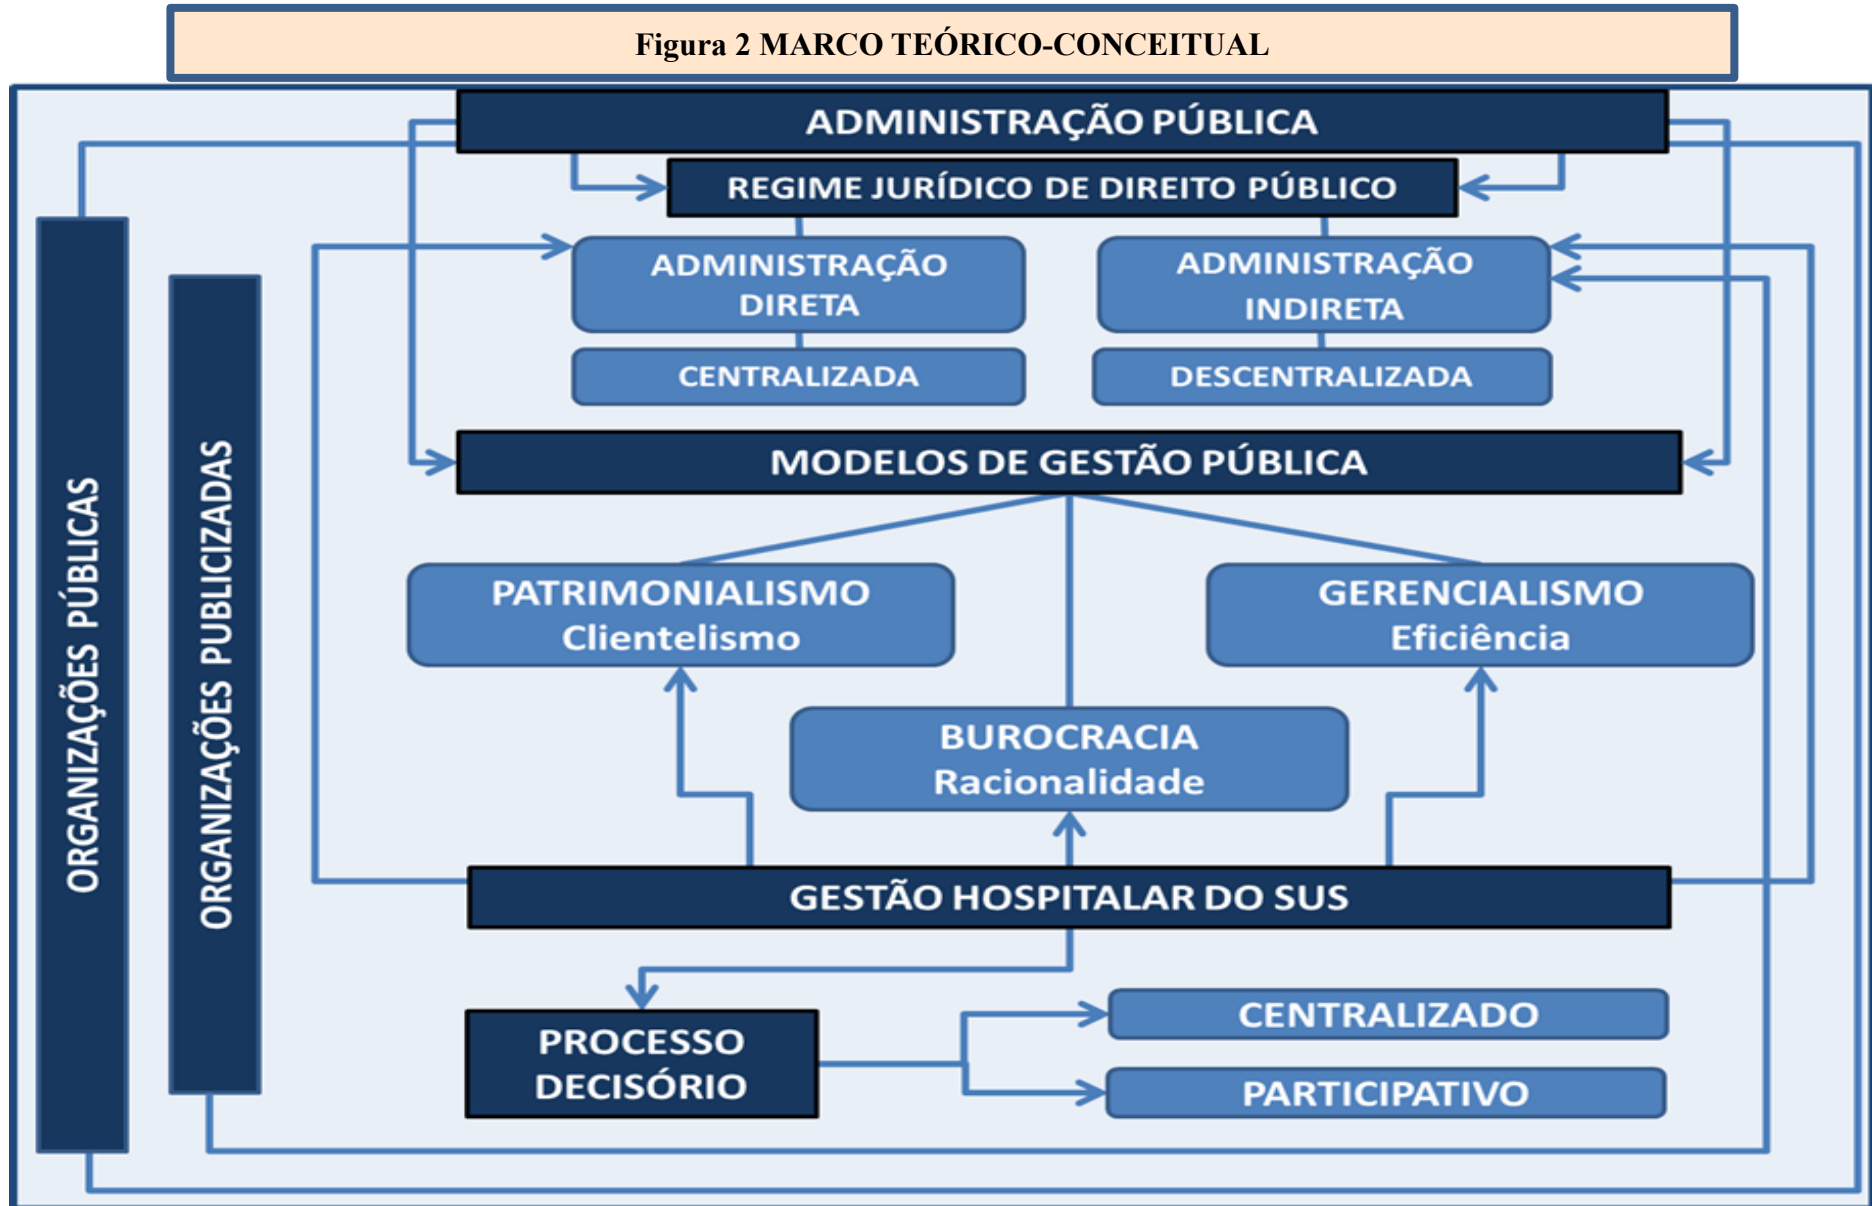 Figura 2 MARCO TEÓRICO-CONCEITUAL
ADMINISTRAÇÃO PÚBLICA
REGIME JURÍDICO DE DIREITO PÚBLICO
ADMINISTRAÇÃO
DIRETA
ADMINISTRAÇÃO
INDIRETA
CENTRALIZADA
DESCENTRALIZADA
ORGANIZAÇÕES PÚBLICAS
ORGANIZAÇÕES PUBLICIZADAS
MODELOS DE GESTÃO PÚBLICA
PATRIMONIALISMO
Clientelismo
GERENCIALISMO
Eficiência
BUROCRACIA
Racionalidade
GESTÃO HOSPITALAR DO SUS
PROCESSO
DECISÓRIO
CENTRALIZADO
PARTICIPATIVO